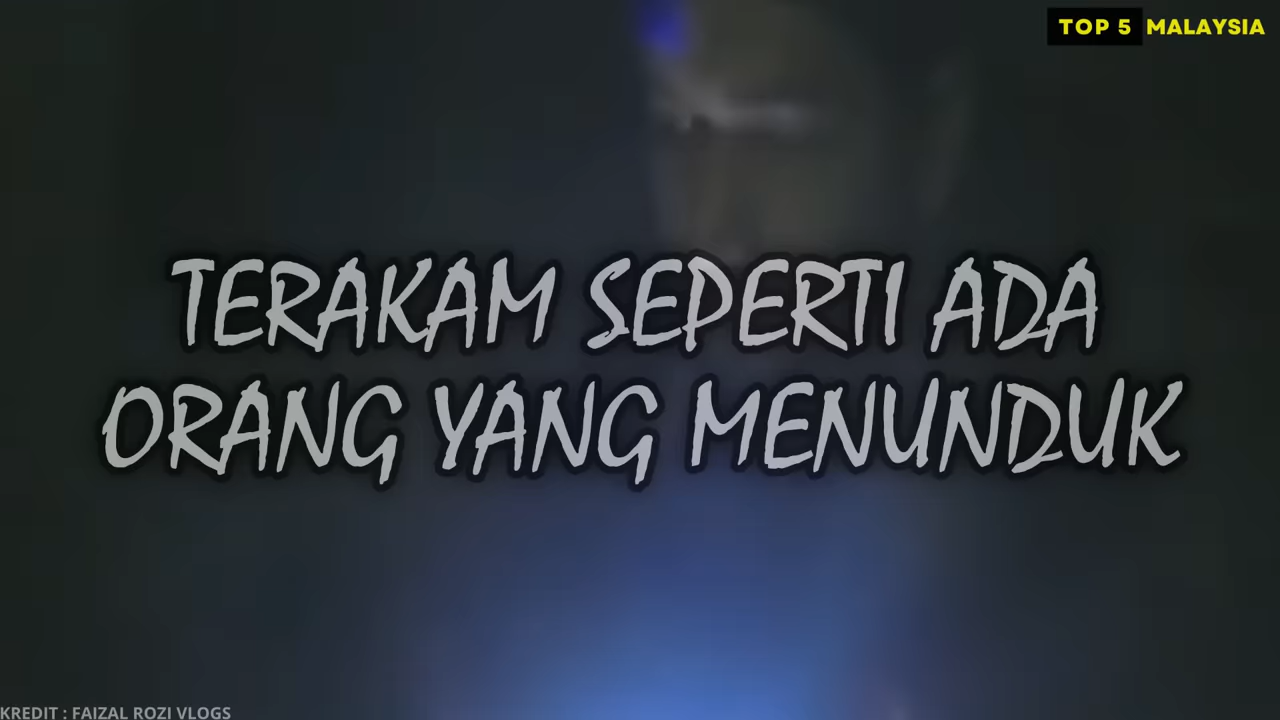 TOP 5 MALAYSIA
TERAKAM SEPERTI ADA
ORANG YANG MENUNDUK
KREDIT : FAIZAL ROZI VLOGS